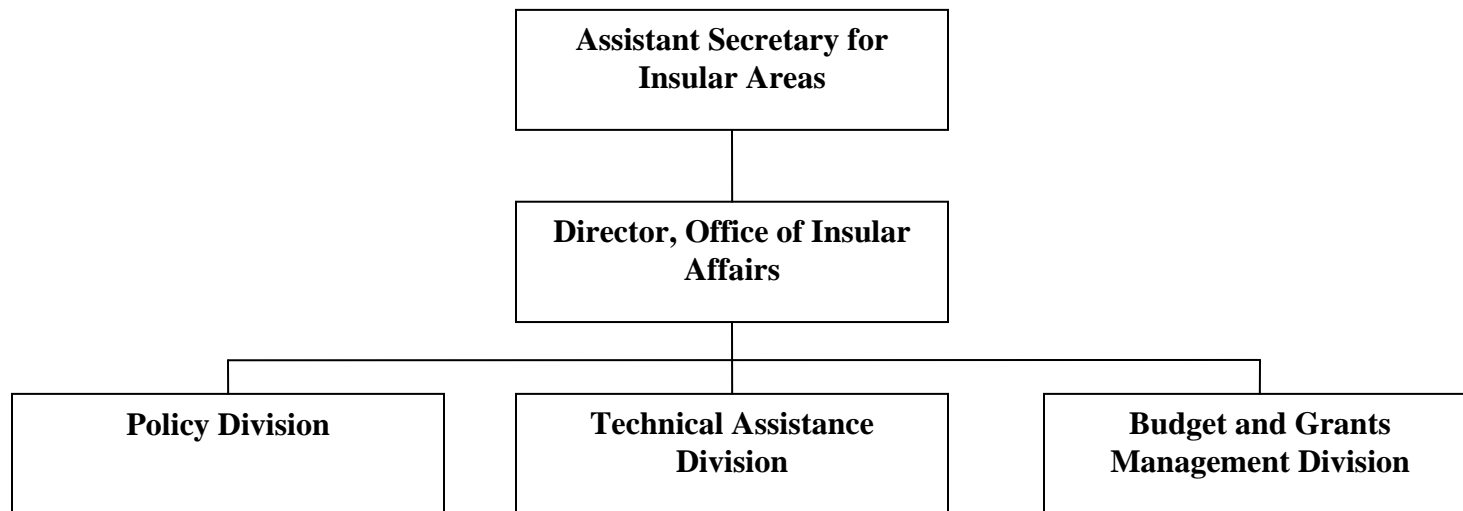 Assistant Secretary for
Insular Areas
Director, Office of Insular
Affairs
Policy Division
Technical Assistance
Division
Budget and Grants
Management Division